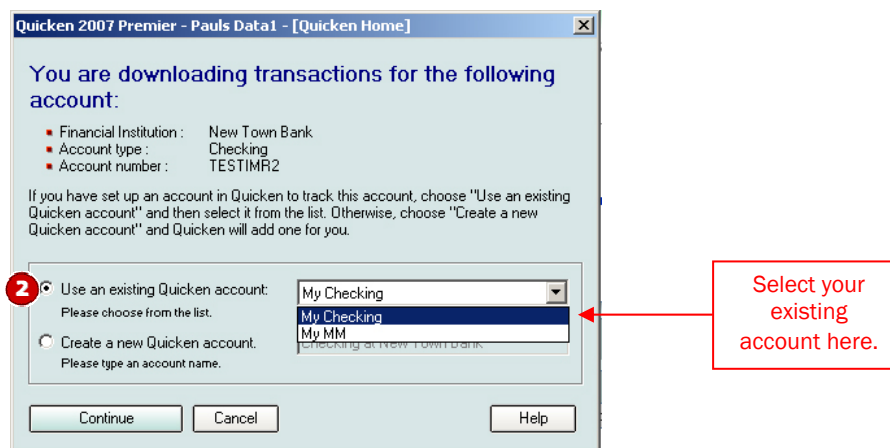 Quicken 2007 Premier - Pauls Data1 - [Quicken Home]
You are downloading transactions for the following
account:
Financial Institution : New Town Bank
Account type : Checking
Account number : TESTIMR2
If you have set up an account in Quicken to track this account, choose "Use an existing
Quicken account" and then select it from the list. Otherwise, choose "Create a new
Quicken account" and Quicken will add one for you.
2 Use an existing Quicken account: My Checking
Please choose from the list.
My Checking
My MM
Create a new Quicken account. Checking at New Town Bank
Please type an account name.
Continue Cancel Help
Select your
existing
account here.